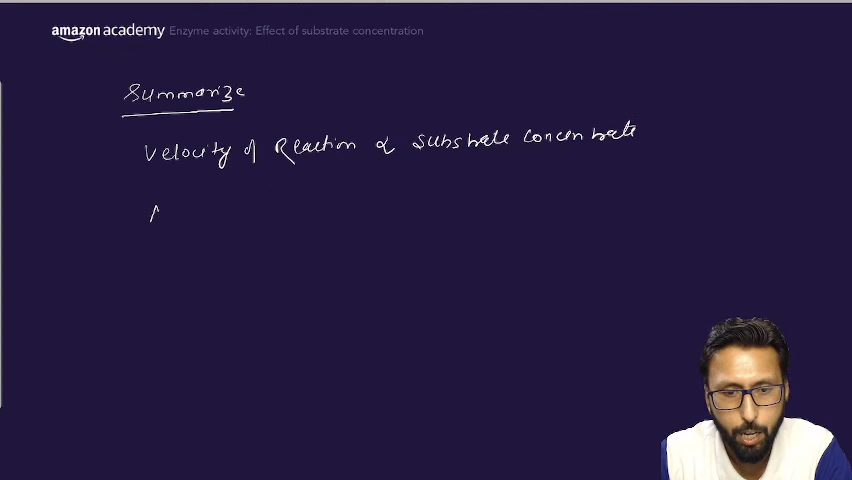 amazon academy Enzyme activity: Effect of substrate concentration
Summarize
Velocity of Reaction α Substrate Concentrate